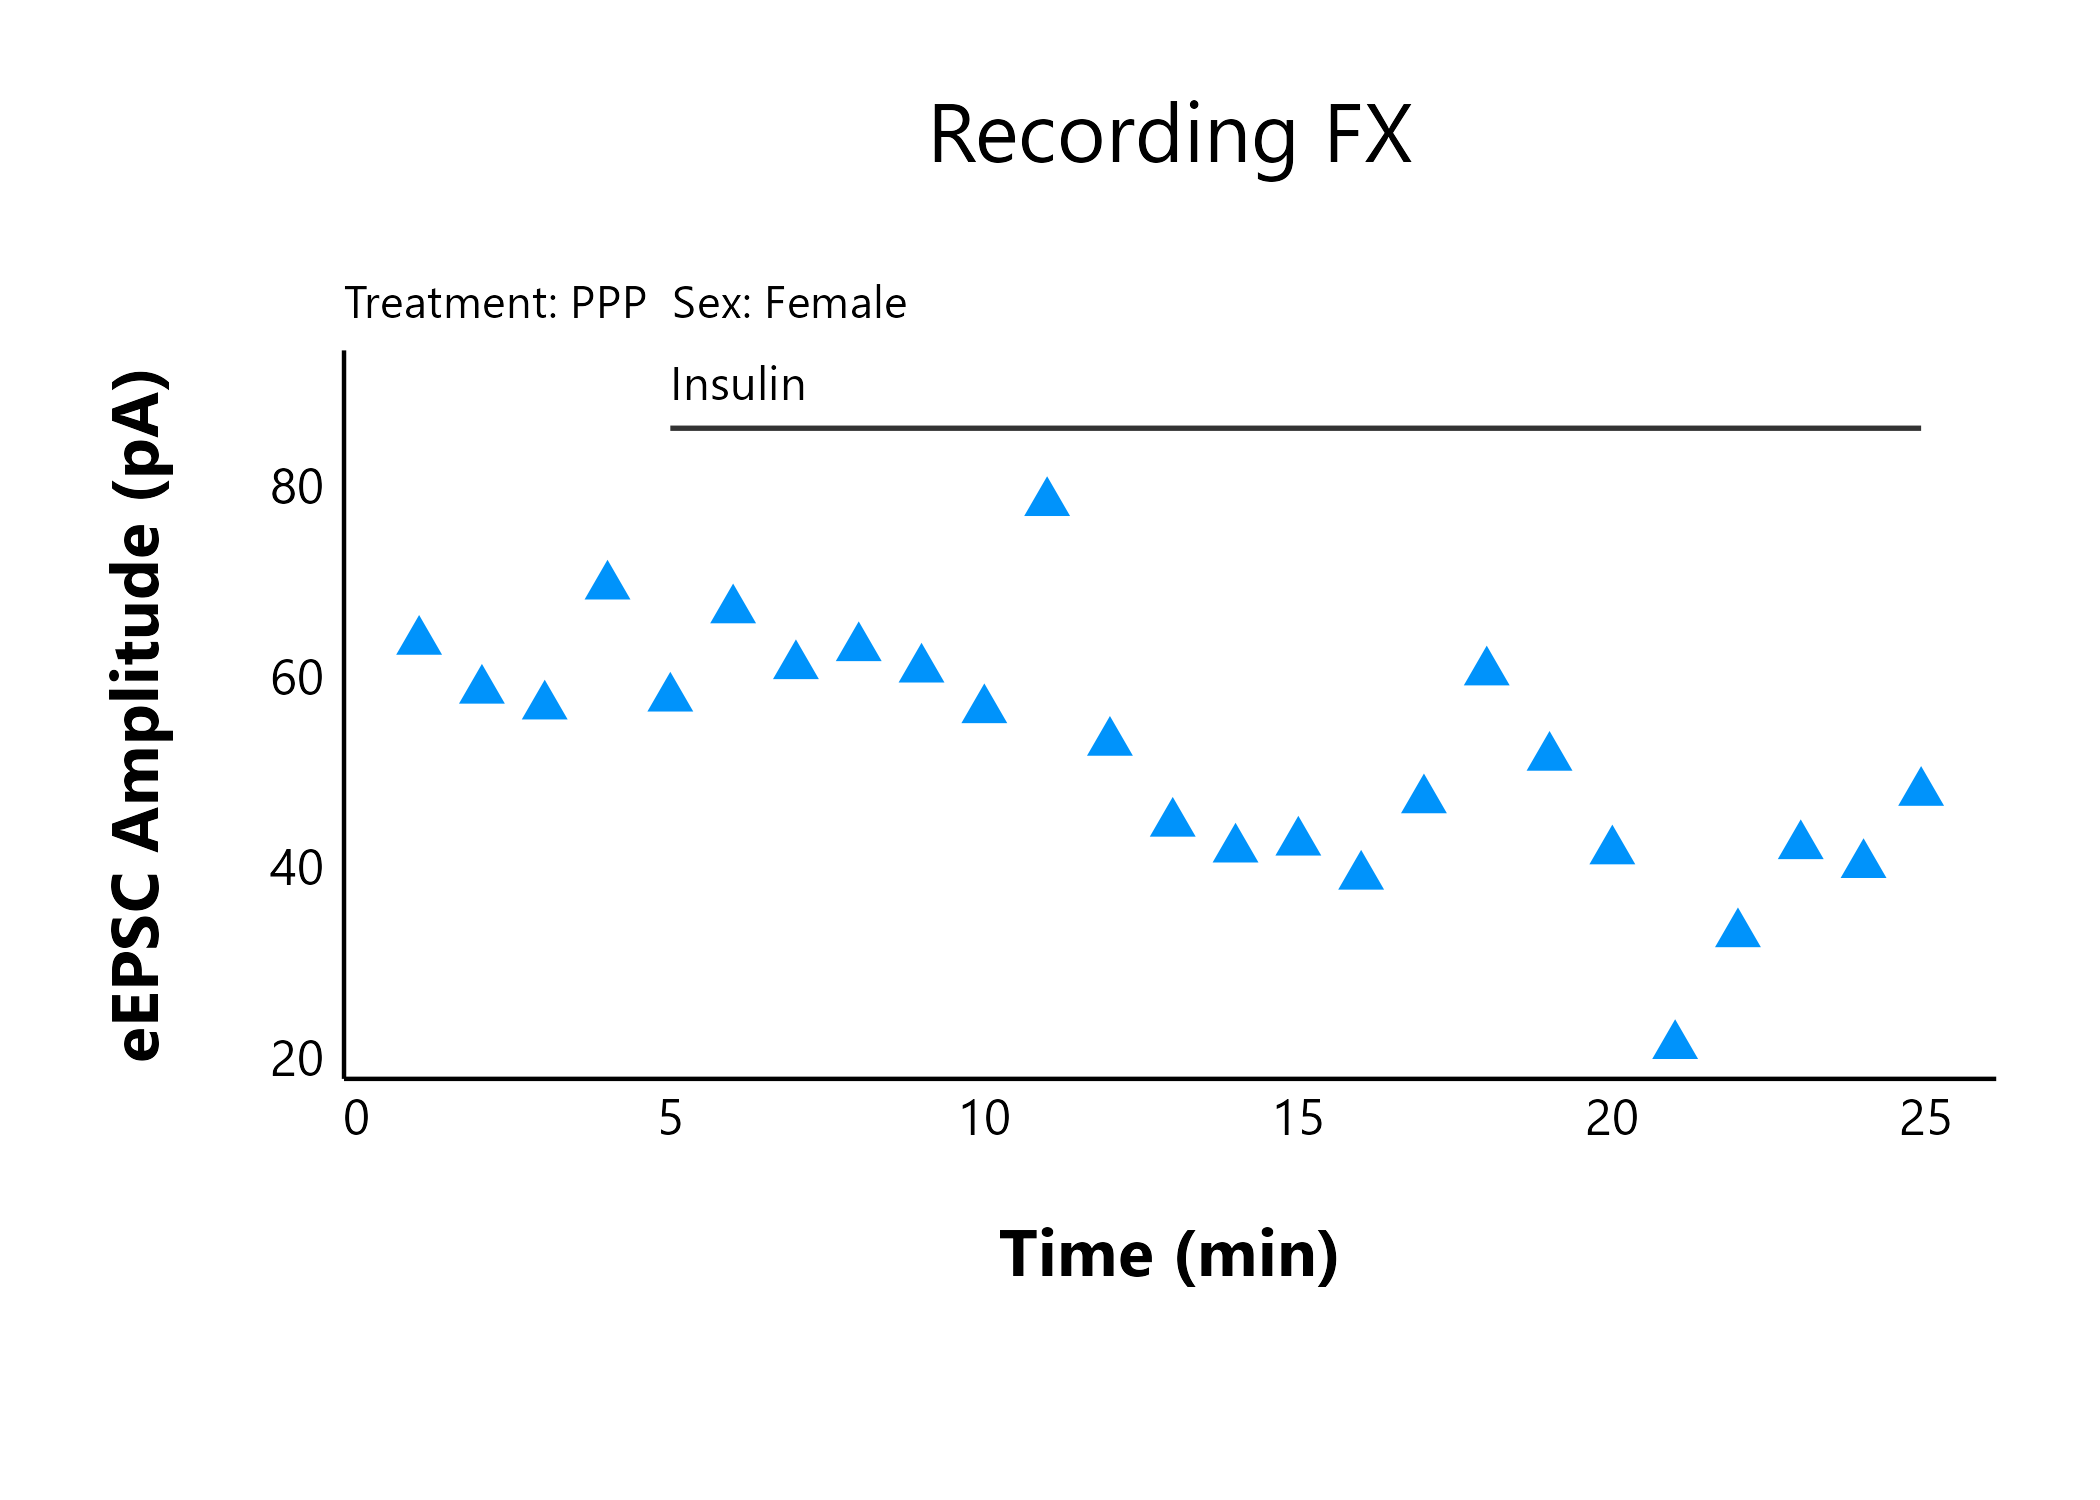 Recording FX
Treatment: PPP  Sex: Female
Insulin
eEPSC Amplitude (pA)
80
60
40
20
0 5 10 15 20 25
Time (min)